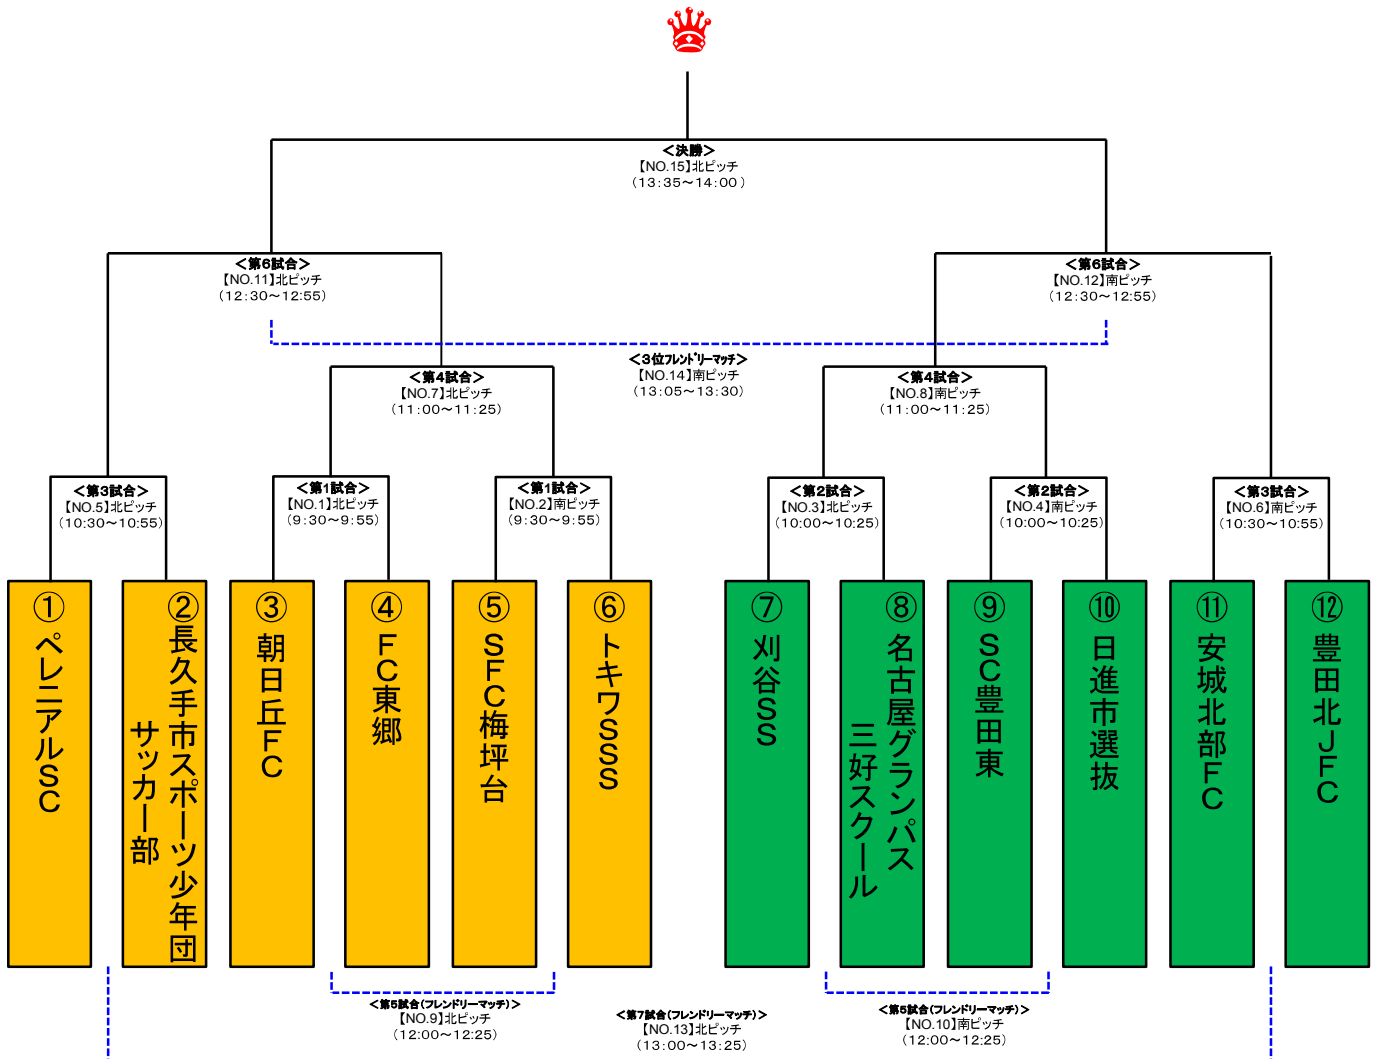 ＜決勝＞
【NO.15】北ピッチ
（13：35～14：00）
＜第6試合＞
【NO.11】北ピッチ
（12：30～12：55）
＜第6試合＞
【NO.12】南ピッチ
（12：30～12：55）
＜3位フレンドリーマッチ＞
【NO.14】南ピッチ
（13：05～13：30）
＜第4試合＞
【NO.7】北ピッチ
（11：00～11：25）
＜第4試合＞
【NO.8】南ピッチ
（11：00～11：25）
＜第3試合＞
【NO.5】北ピッチ
（10：30～10：55）
＜第1試合＞
【NO.1】北ピッチ
（9：30～9：55）
＜第1試合＞
【NO.2】南ピッチ
（9：30～9：55）
＜第2試合＞
【NO.3】北ピッチ
（10：00～10：25）
＜第2試合＞
【NO.4】南ピッチ
（10：00～10：25）
＜第3試合＞
【NO.6】南ピッチ
（10：30～10：55）
①ペレニアルSC
②長久手市スポーツ少年団
サッカー部
③朝日丘FC
④FC東郷
⑤SFC梅坪台
⑥トキワSSS
⑦刈谷SS
⑧名古屋グランパス
三好スクール
⑨SC豊田東
⑩日進市選抜
⑪安城北部FC
⑫豊田北JFC
＜第5試合（フレンドリーマッチ）＞
【NO.9】北ピッチ
（12：00～12：25）
＜第7試合（フレンドリーマッチ）＞
【NO.13】北ピッチ
（13：00～13：25）
＜第5試合（フレンドリーマッチ）＞
【NO.10】南ピッチ
（12：00～12：25）